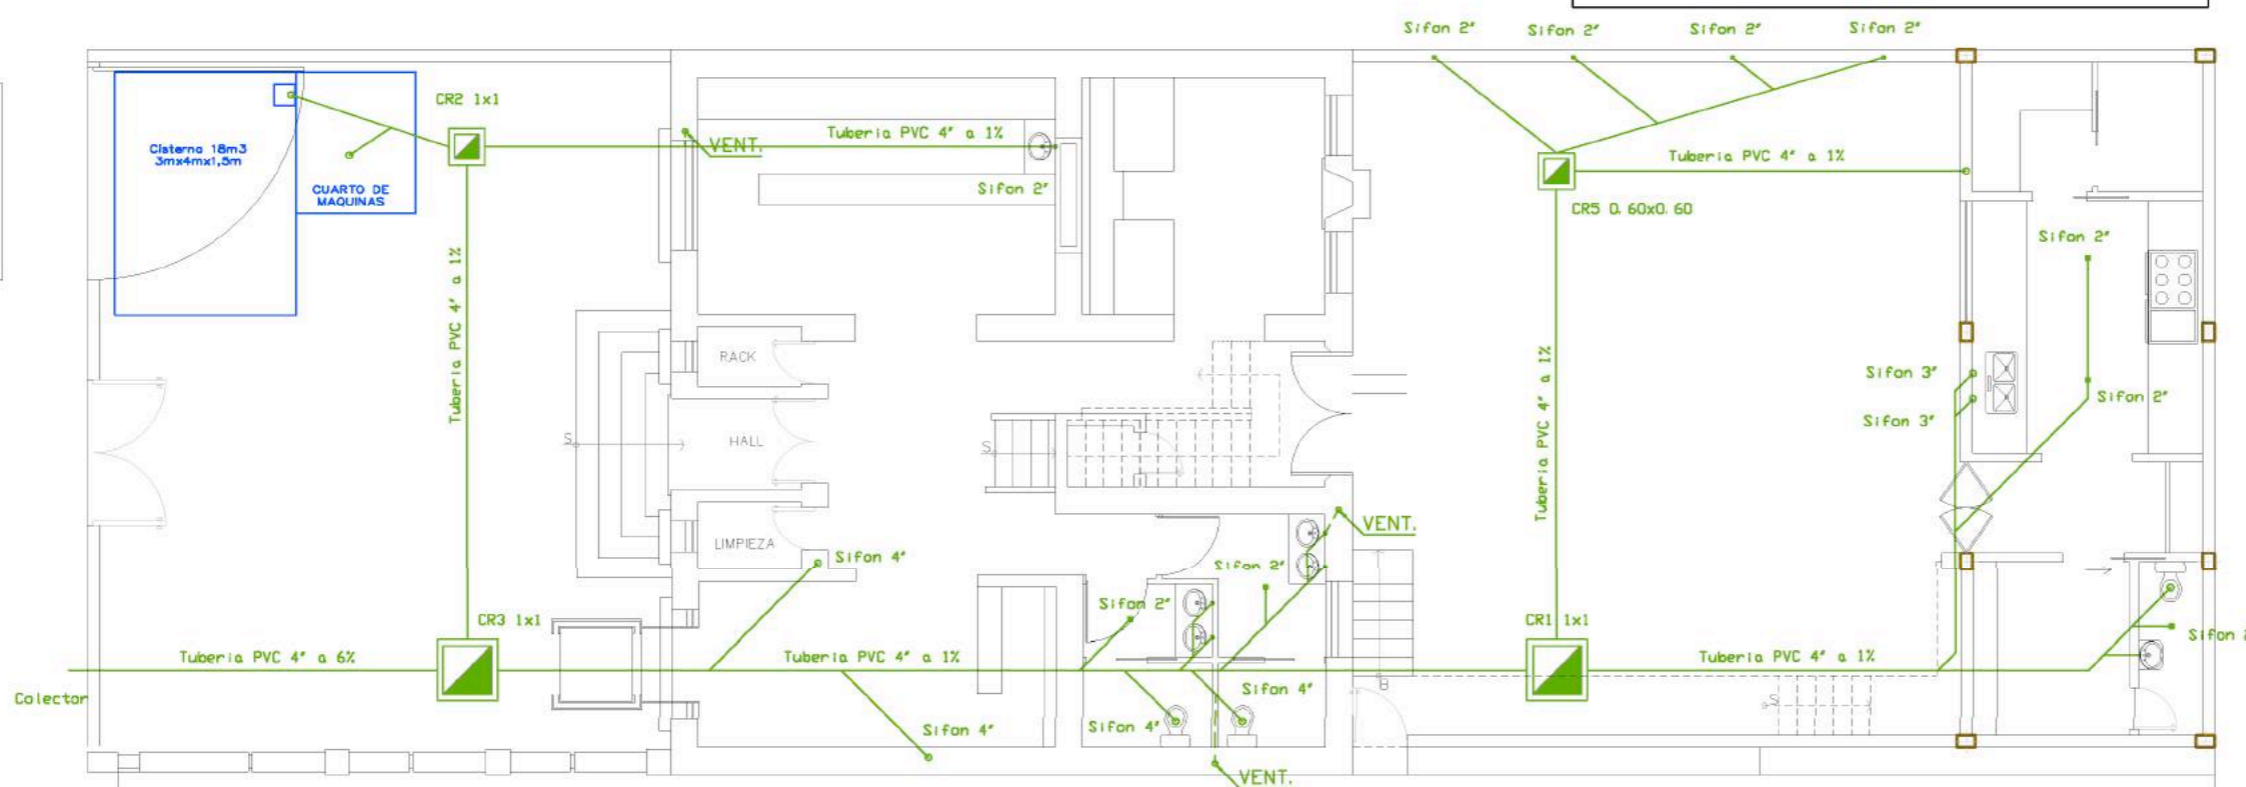 Sifon 2"
Sifon 2"
Sifon 2"
Sifon 2"
CR2 1x1
Cisterna 18m3
3mx4mx1,5m
CUARTO DE
MAQUINAS
VENT.
Tuberia PVC 4" a 1%
Sifon 2"
Tuberia PVC 4" a 1%
CR5 0.60x0.60
Sifon 2"
Tuberia PVC 4" a 1%
RACK
Tuberia PVC 4" a 1%
Sifon 3"
Sifon 2"
Sifon 3"
S
HALL
S
VENT.
LIMPIEZA
Sifon 4"
Sifon 2"
Sifon 2"
CR3 1x1
CR1 1x1
Sifon
Tuberia PVC 4" a 6%
Tuberia PVC 4" a 1%
Tuberia PVC 4" a 1%
Colector
Sifon 4"
B
S
Sifon 4"
Sifon 4"
VENT.